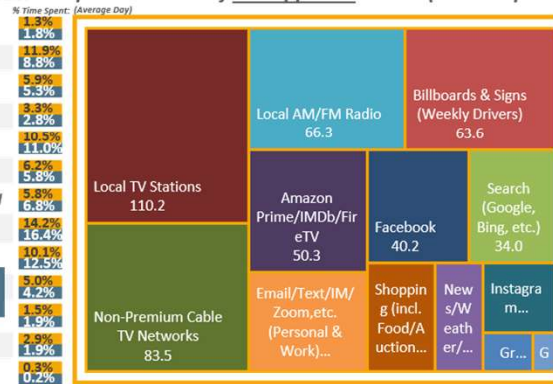 % Time Spent: (Average Day)
1.3%
1.8%
11.9%
8.8%
5.9%
5.3%
3.3%
2.8%
10.5%
11.0%
6.2%
5.8%
5.8%
6.8%
14.2%
16.4%
10.1%
12.5%
5.0%
4.2%
1.5%
1.9%
2.9%
1.9%
0.3%
0.2%
Local TV Stations
110.2
Non-Premium Cable
TV Networks
83.5
Local AM/FM Radio
66.3
Billboards & Signs
(Weekly Drivers)
63.6
Amazon
Prime/IMDb/Fir
eTV
50.3
Facebook
40.2
Search
(Google,
Bing, etc.)
34.0
Email/Text/IM/
Zoom,etc.
(Personal &
Work)...
Shoppin
g (incl.
Food/A
uction...
New
s/W
eath
er/...
Instagra
m...
Gr...
G